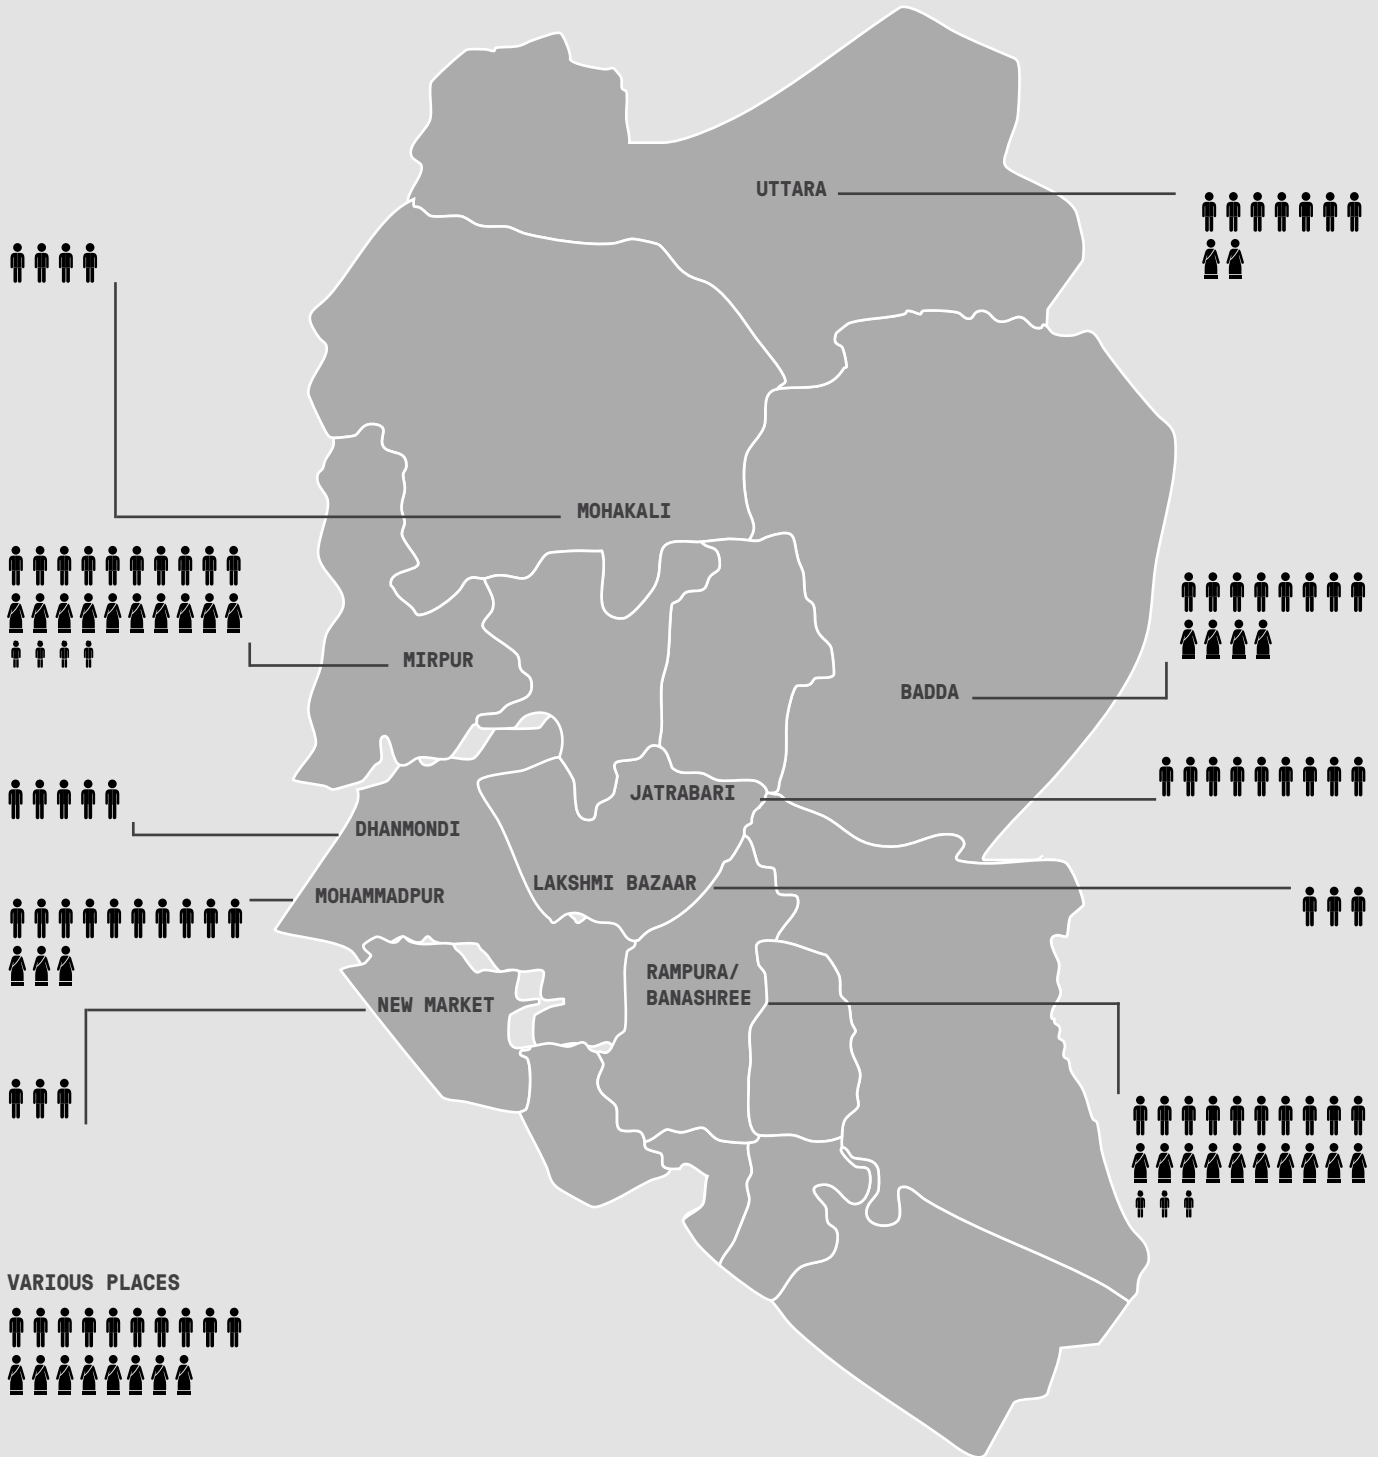 UTTARA
MOHAKALI
MIRPUR
BADDA
JATRABARI
DHANMONDI
LAKSHMI BAZAAR
MOHAMMADPUR
RAMPURA/
BANASHREE
NEW MARKET
VARIOUS PLACES